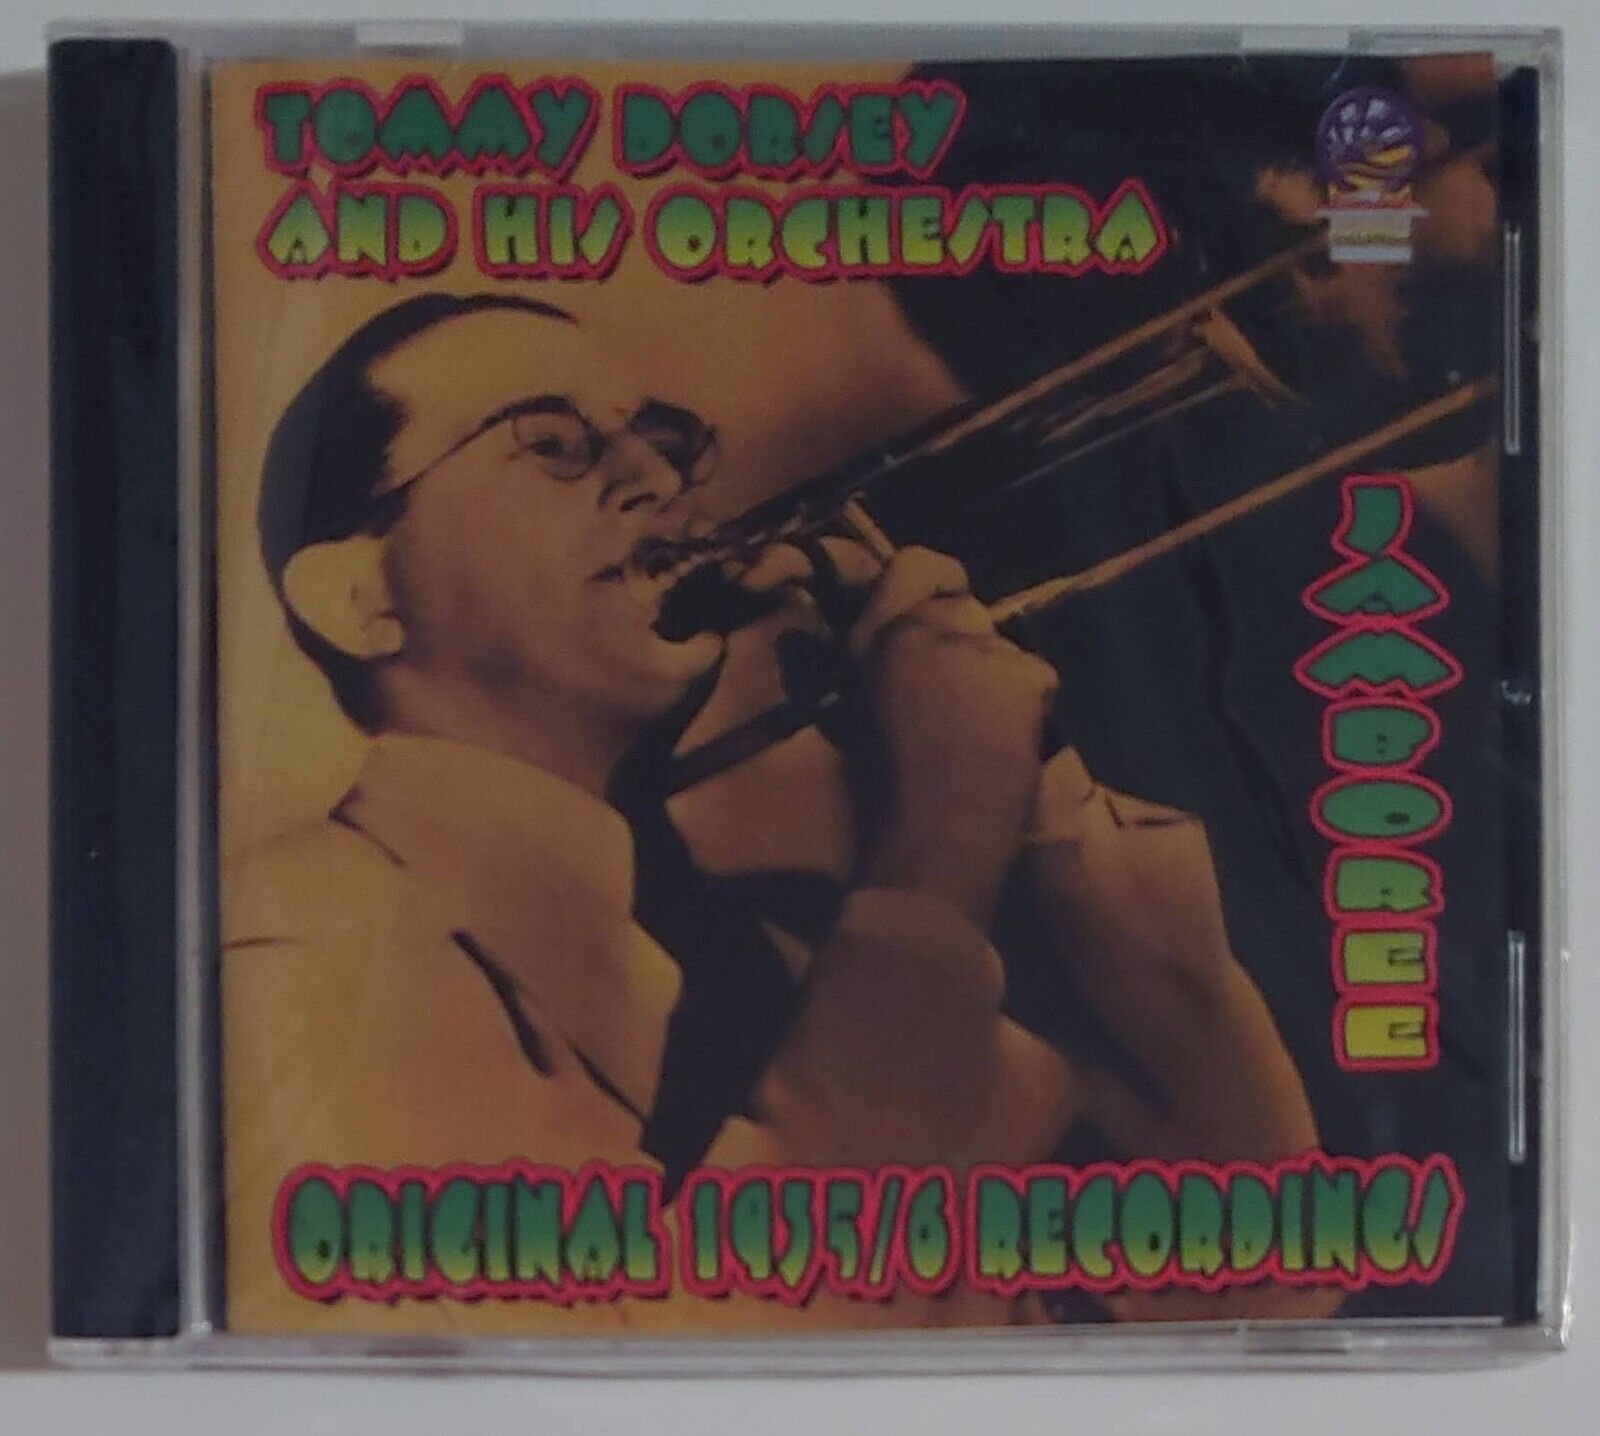 TOMMY DORSEY
AND HIS ORCHESTRA
JAMBOREE
ORIGINAL 1935/6 RECORDINGS